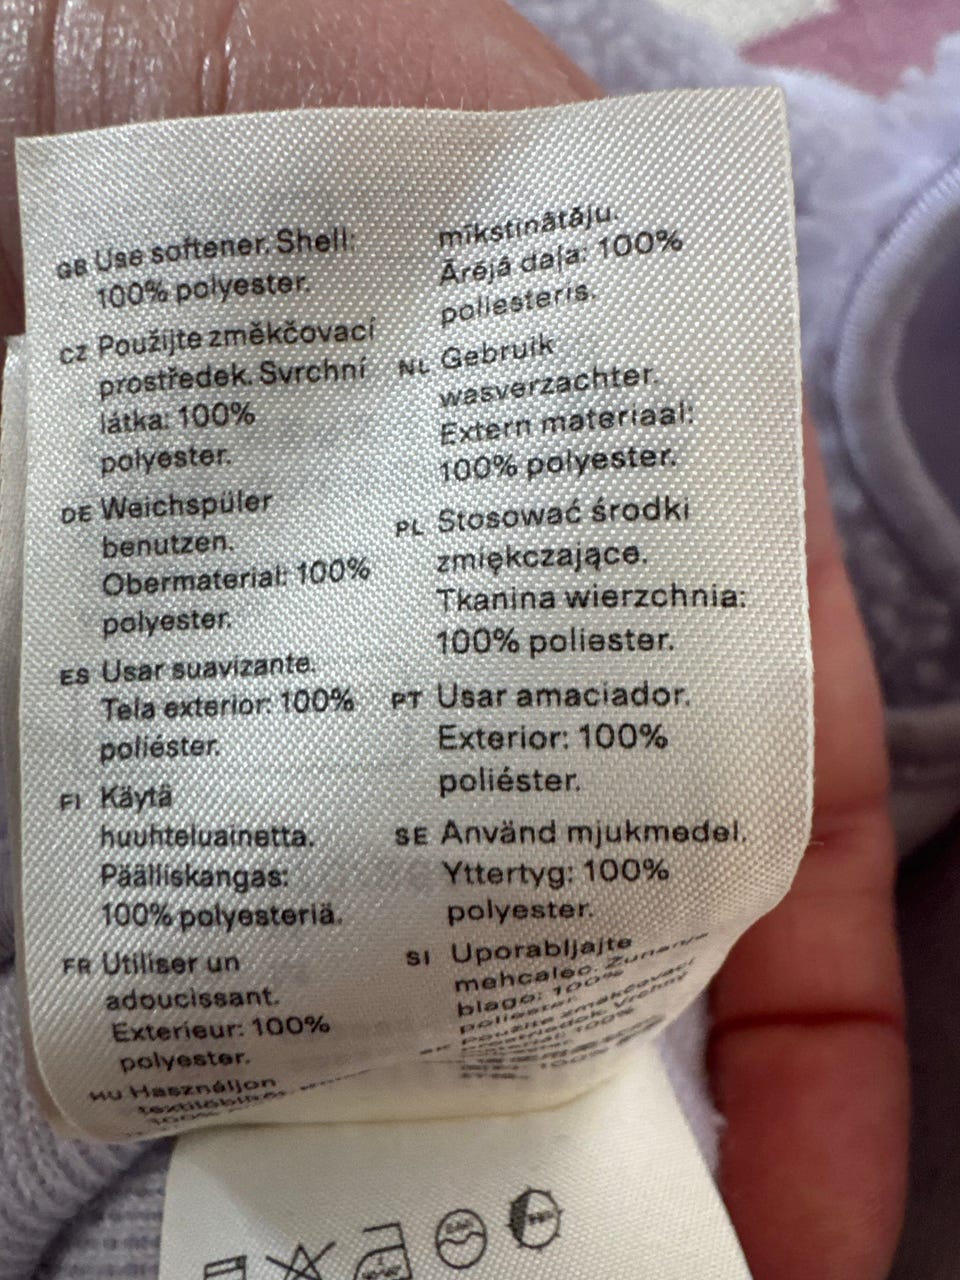 GB Use softener. Shell:
100% polyester.
CZ Použijte změkčovací
prostředek. Svrchní
látka: 100%
polyester.
DE Weichspüler
benutzen.
Obermaterial: 100%
polyester.
ES Usar suavizante.
Tela exterior: 100%
poliéster.
FI Käytä
huuhteluainetta.
Päälliskangas:
100% polyesteriä.
FR Utiliser un
adoucissant.
Exterieur: 100%
polyester.
HU Használjon
mīkstinātāju.
Ārējā daļa: 100%
poliesteris.
NL Gebruik
wasverzachter.
Extern materiaal:
100% polyester.
PL Stosować środki
zmiękczające.
Tkanina wierzchnia:
100% poliester.
PT Usar amaciador.
Exterior: 100%
poliéster.
SE Använd mjukmedel.
Yttertyg: 100%
polyester.
SI Uporabljajte
mehcalec. Zunanje
blago: 100%
poliester.